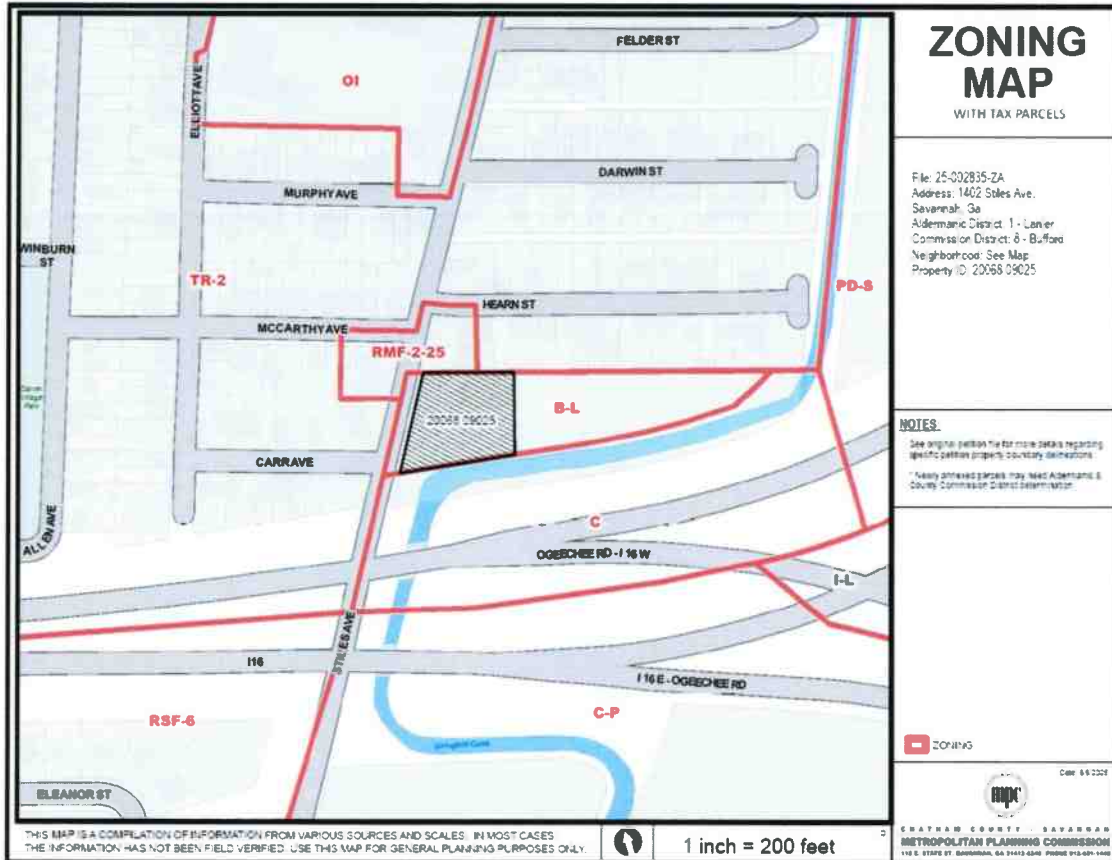 ZONING
MAP
WITH TAX PARCELS
File: 25-002835-ZA
Address: 1402 Stiles Ave.
Savannah, Ga
Aldermanic District: 1 - Lanier
Commission District: 8 - Bufford
Neighborhood: See Map
Property ID: 20068 09025
NOTES:
See original petition file for more details regarding
specific petition property boundary delineations.
* Newly annexed parcels may need Aldermanic &
County Commission District determination
ZONING
mpc
CHATHAM COUNTY - SAVANNAH
METROPOLITAN PLANNING COMMISSION
FELDER ST
OI
ELLIOTT AVE
DARWIN ST
MURPHY AVE
WINBURN
ST
TR-2
PD-S
HEARN ST
MCCARTHY AVE
RMF-2-25
B-L
20068 09025
CARR AVE
ALLEN AVE
C
OGEECHEE RD - I 16 W
I-L
STILES AVE
I16
I 16 E - OGEECHEE RD
RSF-6
C-P
ELEANOR ST
THIS MAP IS A COMPILATION OF INFORMATION FROM VARIOUS SOURCES AND SCALES. IN MOST CASES
THE INFORMATION HAS NOT BEEN FIELD VERIFIED. USE THIS MAP FOR GENERAL PLANNING PURPOSES ONLY.
1 inch = 200 feet